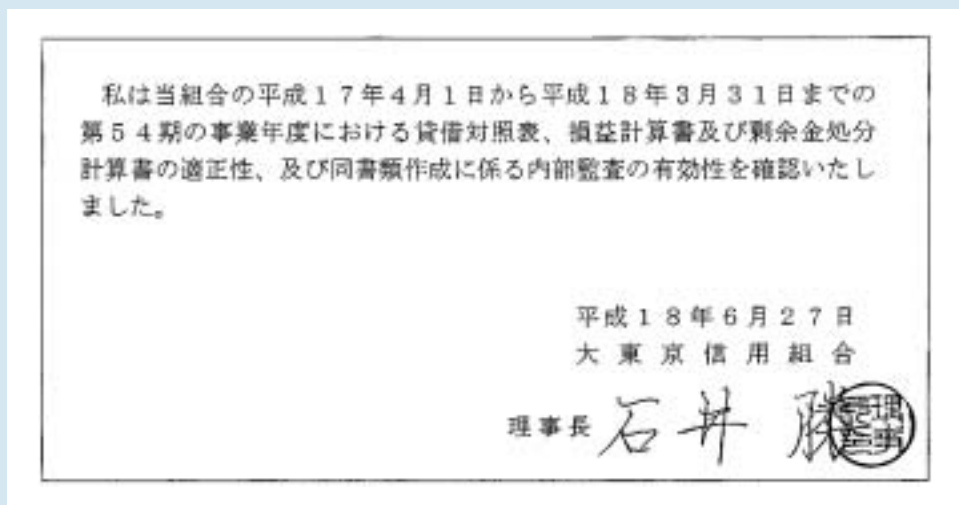 私は当組合の平成17年4月1日から平成18年3月31日までの
第54期の事業年度における貸借対照表、損益計算書及び剰余金処分
計算書の適正性、及び同書類作成に係る内部監査の有効性を確認いたし
ました。
平成18年6月27日
大東京信用組合
理事長 石井 勝